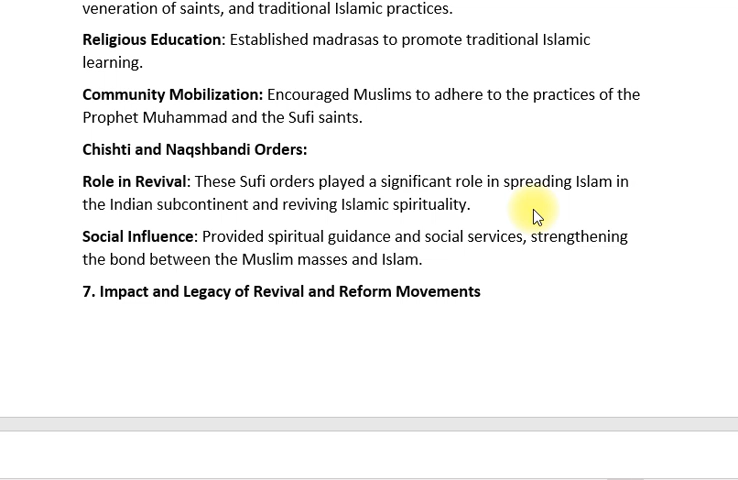 veneration of saints, and traditional Islamic practices.
Religious Education: Established madrasas to promote traditional Islamic
learning.
Community Mobilization: Encouraged Muslims to adhere to the practices of the
Prophet Muhammad and the Sufi saints.
Chishti and Naqshbandi Orders:
Role in Revival: These Sufi orders played a significant role in spreading Islam in
the Indian subcontinent and reviving Islamic spirituality.
Social Influence: Provided spiritual guidance and social services, strengthening
the bond between the Muslim masses and Islam.
7. Impact and Legacy of Revival and Reform Movements